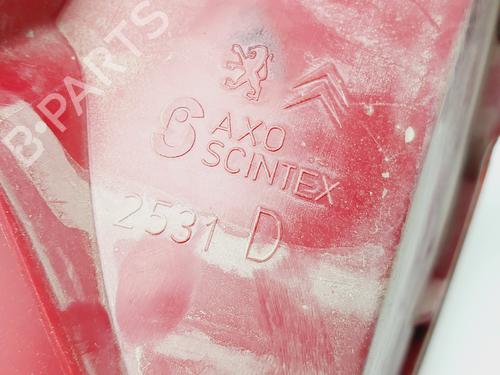 B·PARTS
AXO
SCINTEX
2531 D